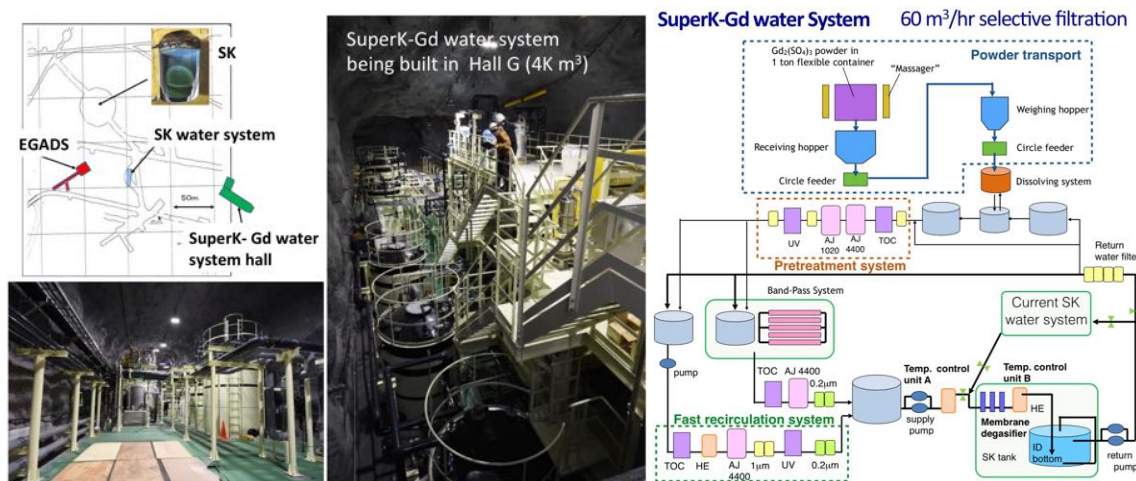 SK
EGADS
SK water system
50m
SuperK- Gd water
system hall
SuperK-Gd water system
being built in Hall G (4K m³)
SuperK-Gd water System
60 m³/hr selective filtration
Gd₂(SO₄)₃ powder in
1 ton flexible container
"Massager"
Powder transport
Weighing hopper
Receiving hopper
Circle feeder
Circle feeder
Dissolving system
UV
AJ
1020
AJ
4400
TOC
Pretreatment system
Return
water filte
Band-Pass System
Current SK
water system
pump
TOC
AJ 4400
0.2μm
Temp. control
unit A
Temp. control
unit B
HE
supply
pump
Membrane
degasifier
ID
bottom
SK tank
return
pump
Fast recirculation system
TOC
HE
AJ
4400
1μm
UV
0.2μm